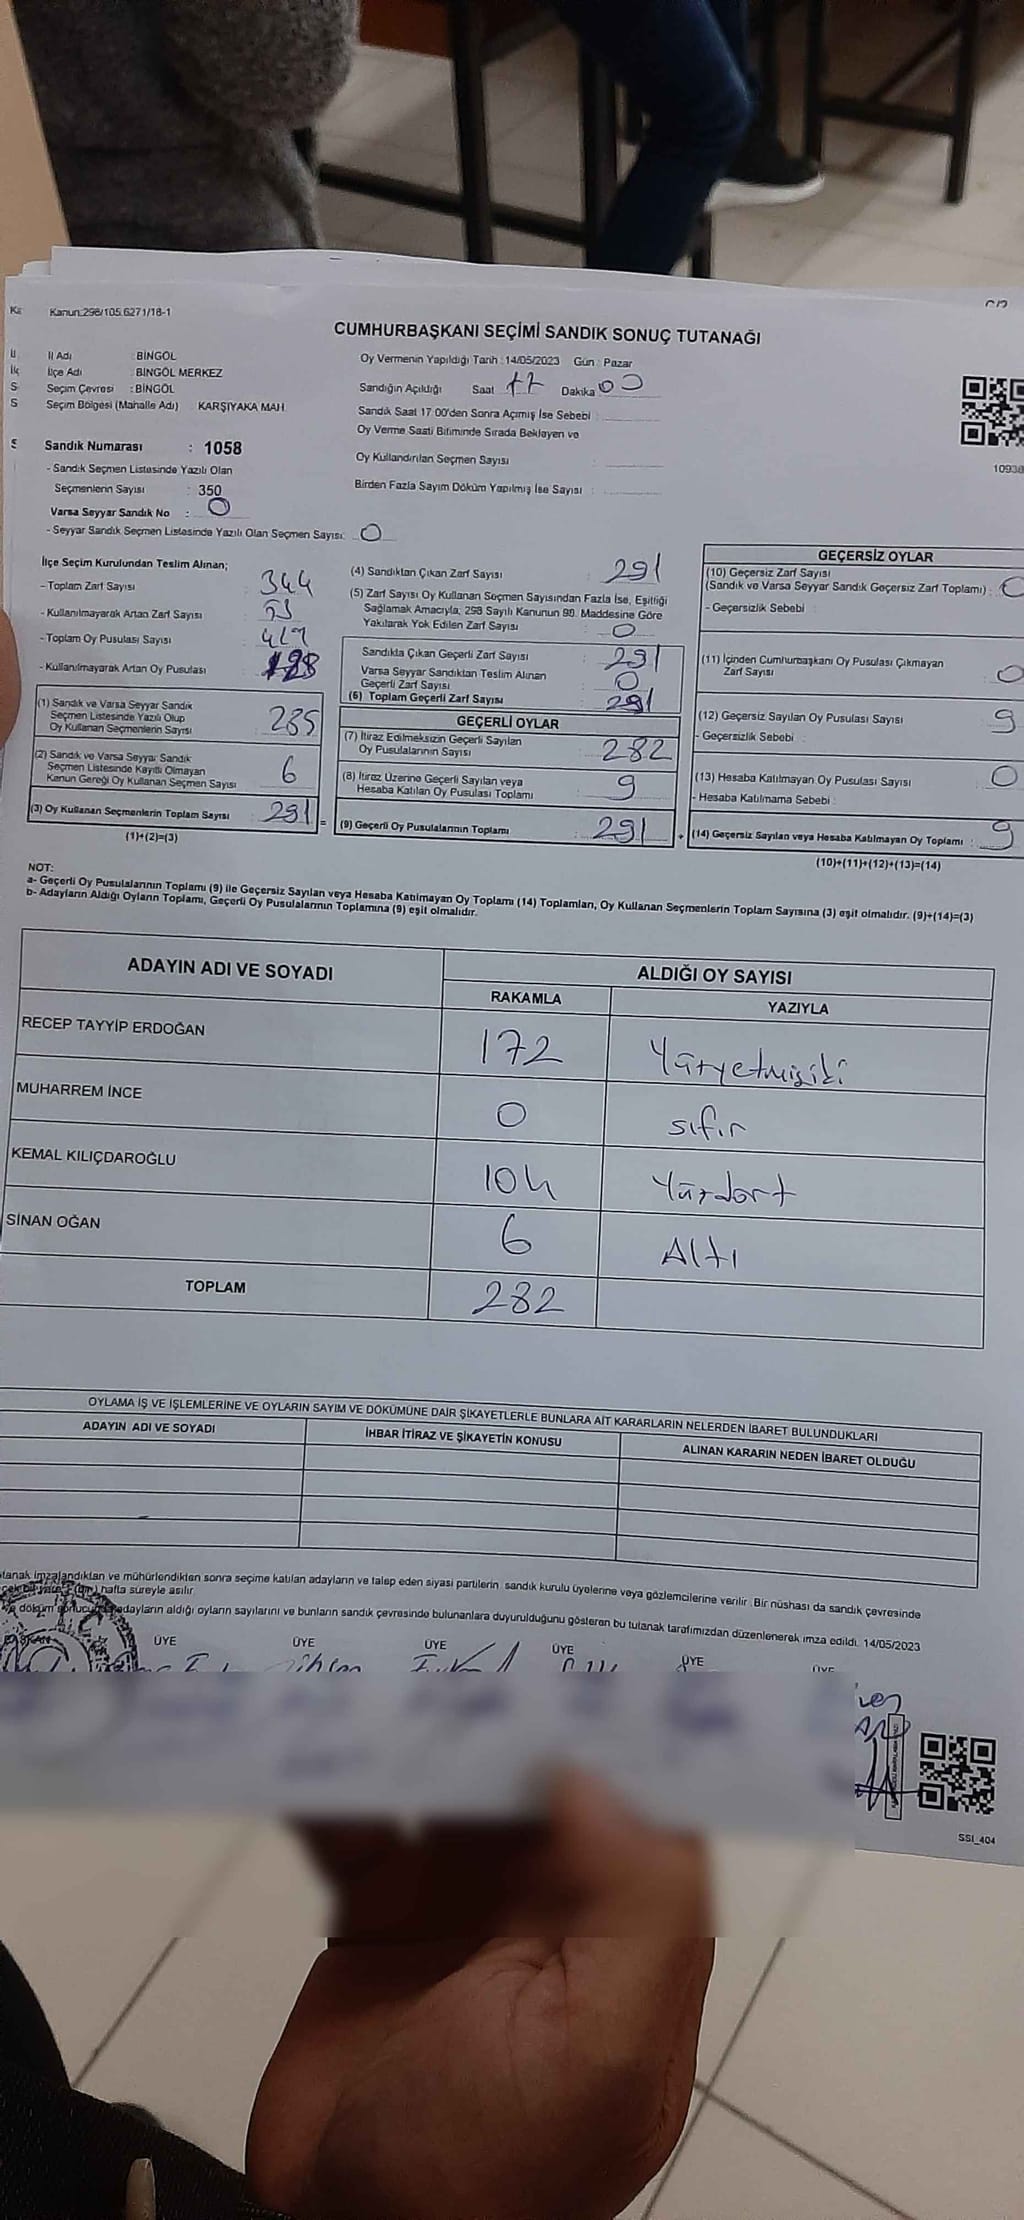 Kanun:298/105.6271/18-1
CUMHURBAŞKANI SEÇİMİ SANDIK SONUÇ TUTANAĞI
İl Adı : BİNGÖL
İlçe Adı : BİNGÖL MERKEZ
Seçim Çevresi : BİNGÖL
Seçim Bölgesi (Mahalle Adı) KARŞIYAKA MAH.
Sandık Numarası : 1058
- Sandık Seçmen Listesinde Yazılı Olan
Seçmenlerin Sayısı : 350
Varsa Seyyar Sandık No : 0
- Seyyar Sandık Seçmen Listesinde Yazılı Olan Seçmen Sayısı: 0
Oy Vermenin Yapıldığı Tarih : 14/05/2023 Gün : Pazar
Sandığın Açıldığı Saat 17 Dakika 00
Sandık Saat 17 00'den Sonra Açımış İse Sebebi :
Oy Verme Saati Bitiminde Sırada Bekleyen ve
Oy Kullandırılan Seçmen Sayısı :
Birden Fazla Sayım Döküm Yapılmış İse Sayısı :
10938
İlçe Seçim Kurulundan Teslim Alınan;
- Toplam Zarf Sayısı : 344
- Kullanılmayarak Artan Zarf Sayısı : 53
- Toplam Oy Pusulası Sayısı : 419
- Kullanılmayarak Artan Oy Pusulası : 128
(1) Sandık ve Varsa Seyyar Sandık
Seçmen Listesinde Yazılı Olup
Oy Kullanan Seçmenlerin Sayısı : 285
(2) Sandık ve Varsa Seyyar Sandık
Seçmen Listesinde Kayıtlı Olmayan
Kanun Gereği Oy Kullanan Seçmen Sayısı : 6
(3) Oy Kullanan Seçmenlerin Toplam Sayısı : 291 =
(1)+(2)=(3)
(4) Sandıktan Çıkan Zarf Sayısı : 291
(5) Zarf Sayısı Oy Kullanan Seçmen Sayısından Fazla İse, Eşitliği
Sağlamak Amacıyla, 298 Sayılı Kanunun 98. Maddesine Göre
Yakılarak Yok Edilen Zarf Sayısı : 0
Sandıkta Çıkan Geçerli Zarf Sayısı : 291
Varsa Seyyar Sandıktan Teslim Alınan
Geçerli Zarf Sayısı : 0
(6) Toplam Geçerli Zarf Sayısı : 291
GEÇERLİ OYLAR
(7) İtiraz Edilmeksizin Geçerli Sayılan
Oy Pusulalarının Sayısı : 282
(8) İtiraz Üzerine Geçerli Sayılan veya
Hesaba Katılan Oy Pusulası Toplamı : 9
(9) Geçerli Oy Pusulalarının Toplamı : 291 +
GEÇERSİZ OYLAR
(10) Geçersiz Zarf Sayısı
(Sandık ve Varsa Seyyar Sandık Geçersiz Zarf Toplamı) : 0
- Geçersizlik Sebebi :
(11) İçinden Cumhurbaşkanı Oy Pusulası Çıkmayan
Zarf Sayısı : 0
(12) Geçersiz Sayılan Oy Pusulası Sayısı : 9
- Geçersizlik Sebebi :
(13) Hesaba Katılmayan Oy Pusulası Sayısı : 0
- Hesaba Katılmama Sebebi :
(14) Geçersiz Sayılan veya Hesaba Katılmayan Oy Toplamı : 9
(10)+(11)+(12)+(13)=(14)
NOT:
a- Geçerli Oy Pusulalarının Toplamı (9) ile Geçersiz Sayılan veya Hesaba Katılmayan Oy Toplamı (14) Toplamları, Oy Kullanan Seçmenlerin Toplam Sayısına (3) eşit olmalıdır. (9)+(14)=(3)
b- Adayların Aldığı Oyların Toplamı, Geçerli Oy Pusulalarının Toplamına (9) eşit olmalıdır.
ADAYIN ADI VE SOYADI ALDIĞI OY SAYISI
RAKAMLA YAZIYLA
RECEP TAYYİP ERDOĞAN 172 Yüzyetmişiki
MUHARREM İNCE 0 sıfır
KEMAL KILIÇDAROĞLU 104 Yüzdört
SİNAN OĞAN 6 Altı
TOPLAM 282
OYLAMA İŞ VE İŞLEMLERİNE VE OYLARIN SAYIM VE DÖKÜMÜNE DAİR ŞİKAYETLERLE BUNLARA AİT KARARLARIN NELERDEN İBARET BULUNDUKLARI
ADAYIN ADI VE SOYADI İHBAR İTİRAZ VE ŞİKAYETİN KONUSU ALINAN KARARIN NEDEN İBARET OLDUĞU
tanak imzalandıktan ve mühürlendikten sonra seçime katılan adayların ve talep eden siyasi partilerin sandık kurulu üyelerine veya gözlemcilerine verilir. Bir nüshası da sandık çevresinde
hafta süreyle asılır.
döküm adayların aldığı oyların sayılarını ve bunların sandık çevresinde bulunanlara duyurulduğunu gösteren bu tutanak tarafımızdan düzenlenerek imza edildi. 14/05/2023
ÜYE ÜYE ÜYE ÜYE ÜYE ÜYE
SSI_404